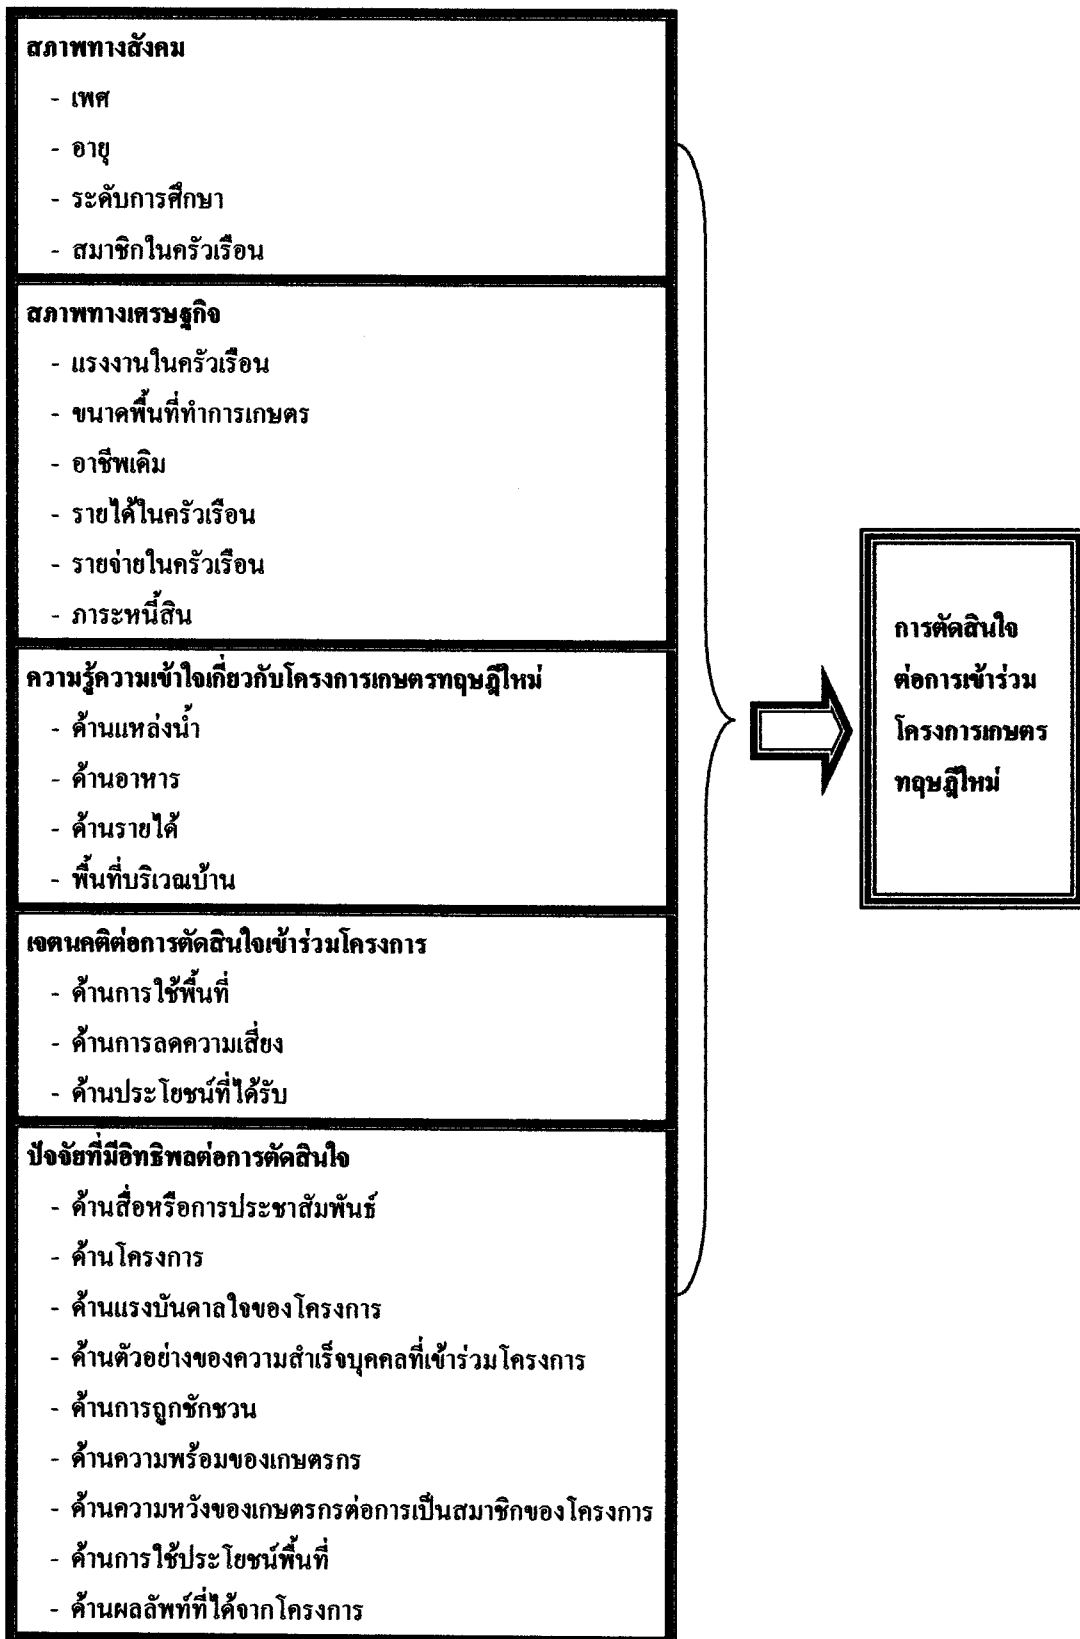 สภาพทางสังคม
- เพศ
- อายุ
- ระดับการศึกษา
- สมาชิกในครัวเรือน
สภาพทางเศรษฐกิจ
- แรงงานในครัวเรือน
- ขนาดพื้นที่ทำการเกษตร
- อาชีพเดิม
- รายได้ในครัวเรือน
- รายจ่ายในครัวเรือน
- ภาระหนี้สิน
ความรู้ความเข้าใจเกี่ยวกับโครงการเกษตรทฤษฎีใหม่
- ด้านแหล่งน้ำ
- ด้านอาหาร
- ด้านรายได้
- พื้นที่บริเวณบ้าน
เจตนคติต่อการตัดสินใจเข้าร่วมโครงการ
- ด้านการใช้พื้นที่
- ด้านการลดความเสี่ยง
- ด้านประโยชน์ที่ได้รับ
ปัจจัยที่มีอิทธิพลต่อการตัดสินใจ
- ด้านสื่อหรือการประชาสัมพันธ์
- ด้านโครงการ
- ด้านแรงบันดาลใจของโครงการ
- ด้านตัวอย่างของความสำเร็จบุคคลที่เข้าร่วมโครงการ
- ด้านการถูกชักชวน
- ด้านความพร้อมของเกษตรกร
- ด้านความหวังของเกษตรกรต่อการเป็นสมาชิกของโครงการ
- ด้านการใช้ประโยชน์พื้นที่
- ด้านผลลัพท์ที่ได้จากโครงการ
การตัดสินใจ
ต่อการเข้าร่วม
โครงการเกษตร
ทฤษฎีใหม่